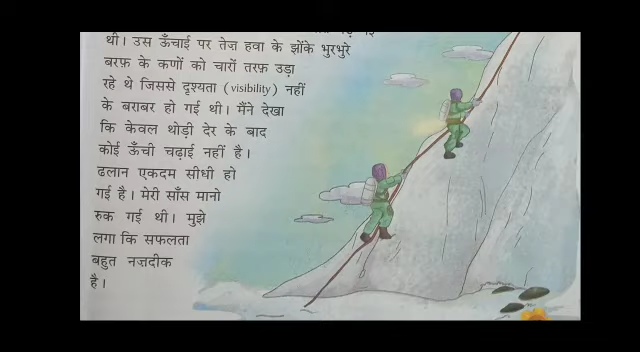 थी। उस ऊँचाई पर तेज़ हवा के झोंके भुरभुरे
बरफ़ के कणों को चारों तरफ़ उड़ा
रहे थे जिससे दृश्यता (visibility) नहीं
के बराबर हो गई थी। मैंने देखा
कि केवल थोड़ी देर के बाद
कोई ऊँची चढ़ाई नहीं है।
ढलान एकदम सीधी हो
गई है। मेरी साँस मानो
रुक गई थी। मुझे
लगा कि सफलता
बहुत नज़दीक
है।